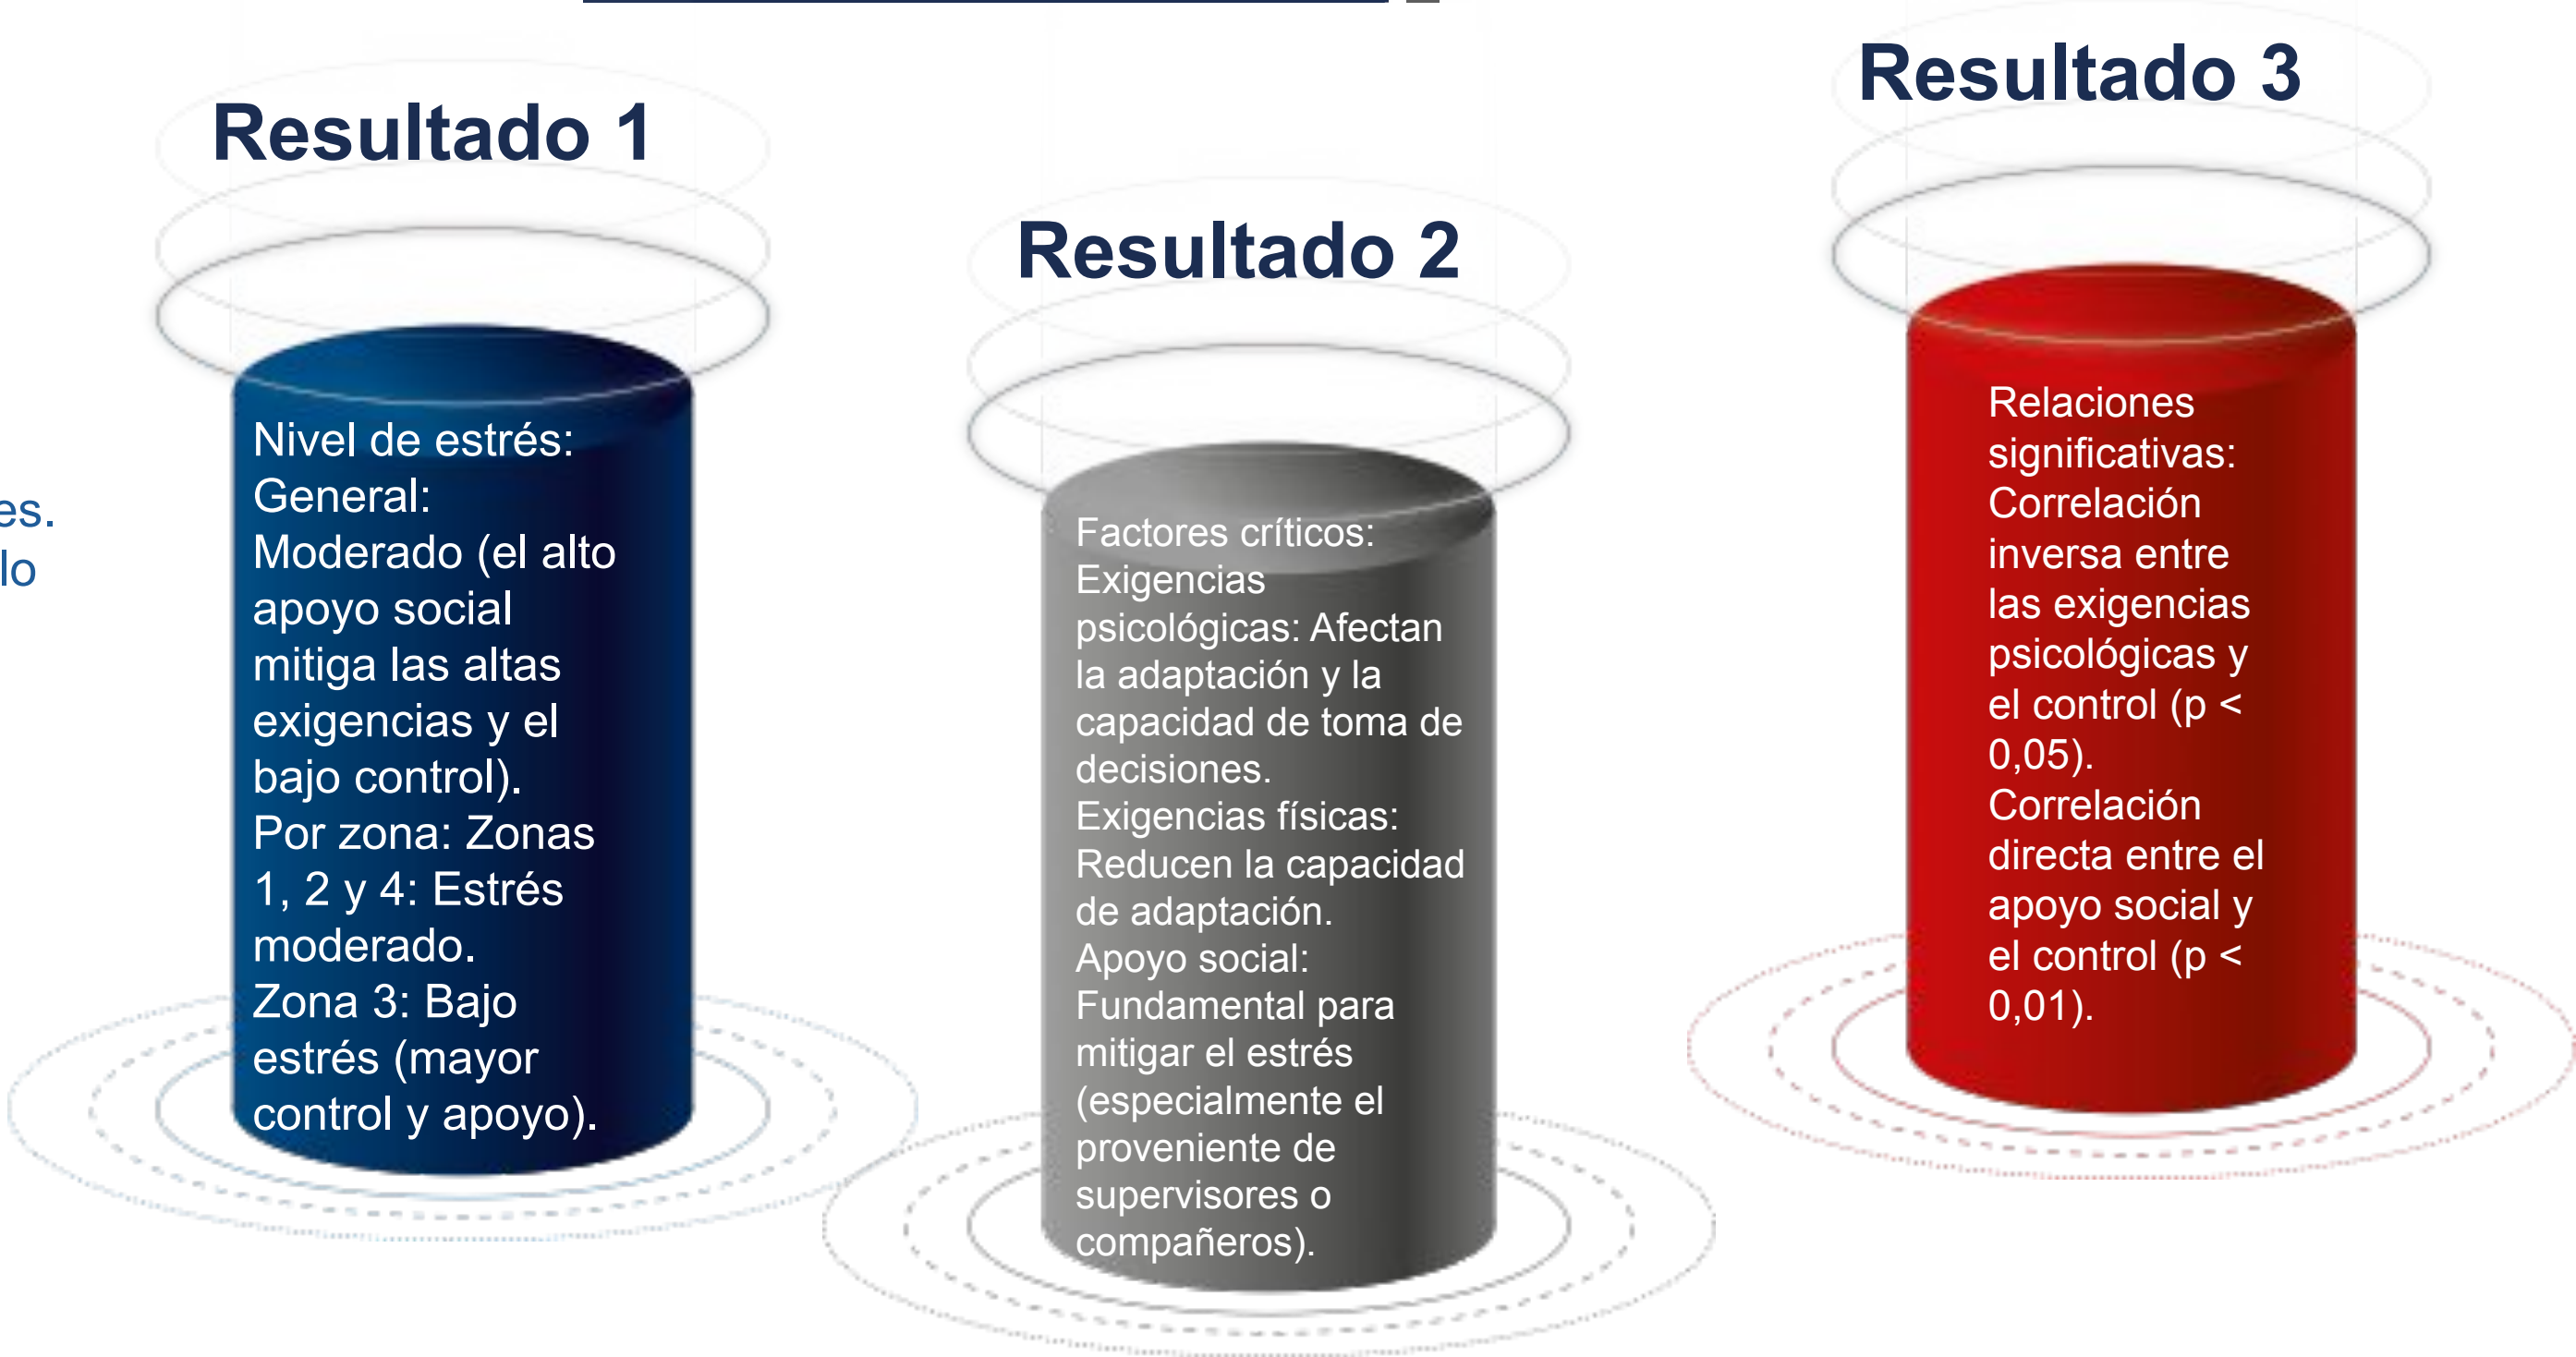 Resultado 1
Nivel de estrés:
General:
Moderado (el alto
apoyo social
mitiga las altas
exigencias y el
bajo control).
Por zona: Zonas
1, 2 y 4: Estrés
moderado.
Zona 3: Bajo
estrés (mayor
control y apoyo).
Resultado 2
Factores críticos:
Exigencias
psicológicas: Afectan
la adaptación y la
capacidad de toma de
decisiones.
Exigencias físicas:
Reducen la capacidad
de adaptación.
Apoyo social:
Fundamental para
mitigar el estrés
(especialmente el
proveniente de
supervisores o
compañeros).
Resultado 3
Relaciones
significativas:
Correlación
inversa entre
las exigencias
psicológicas y
el control (p <
0,05).
Correlación
directa entre el
apoyo social y
el control (p <
0,01).